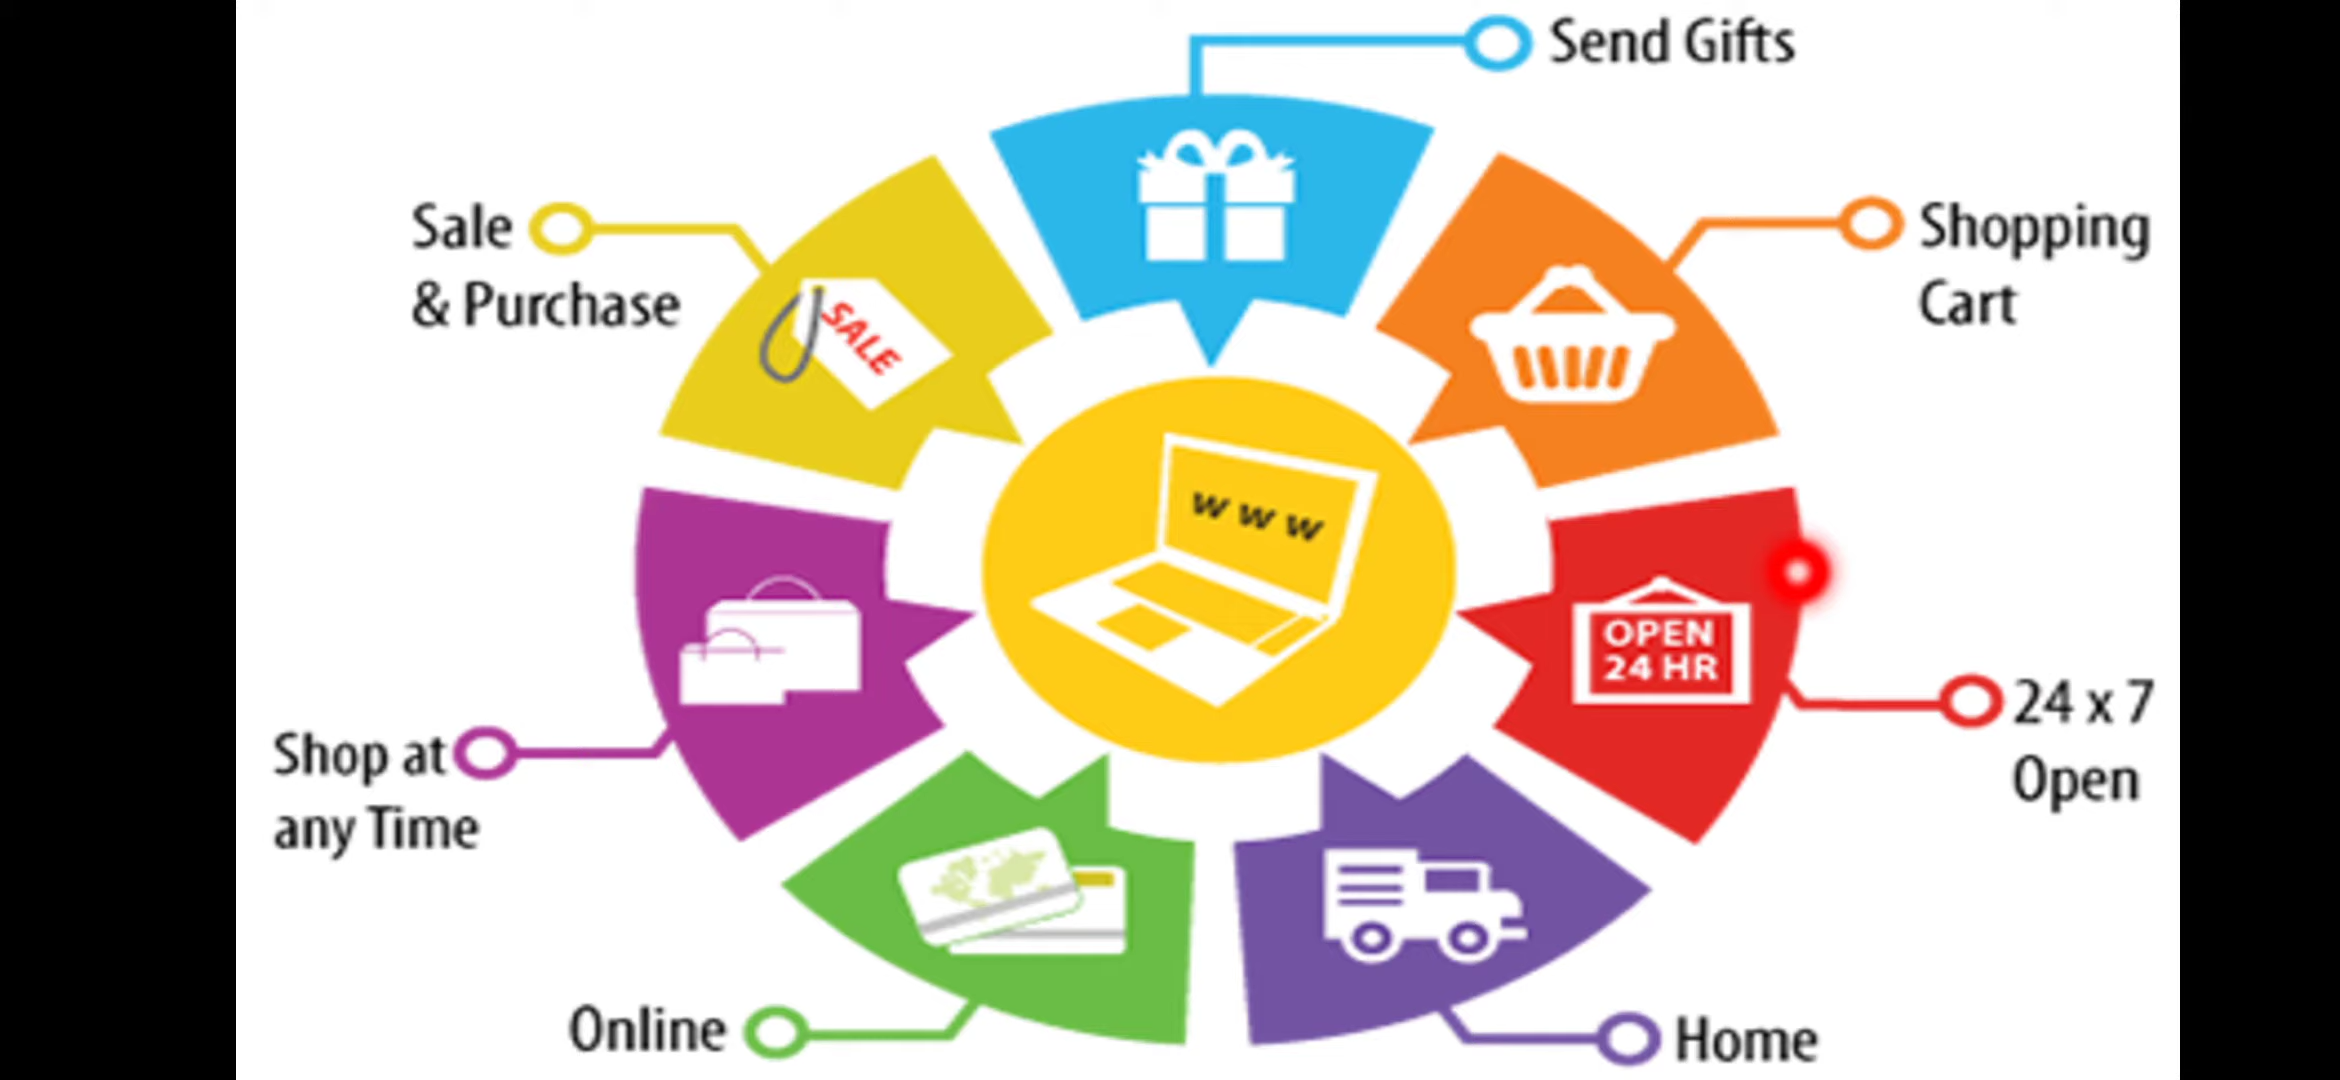 Send Gifts
Shopping
Cart
Sale
& Purchase
SALE
w w w
OPEN
24 HR
24 x 7
Open
Shop at
any Time
Online
Home